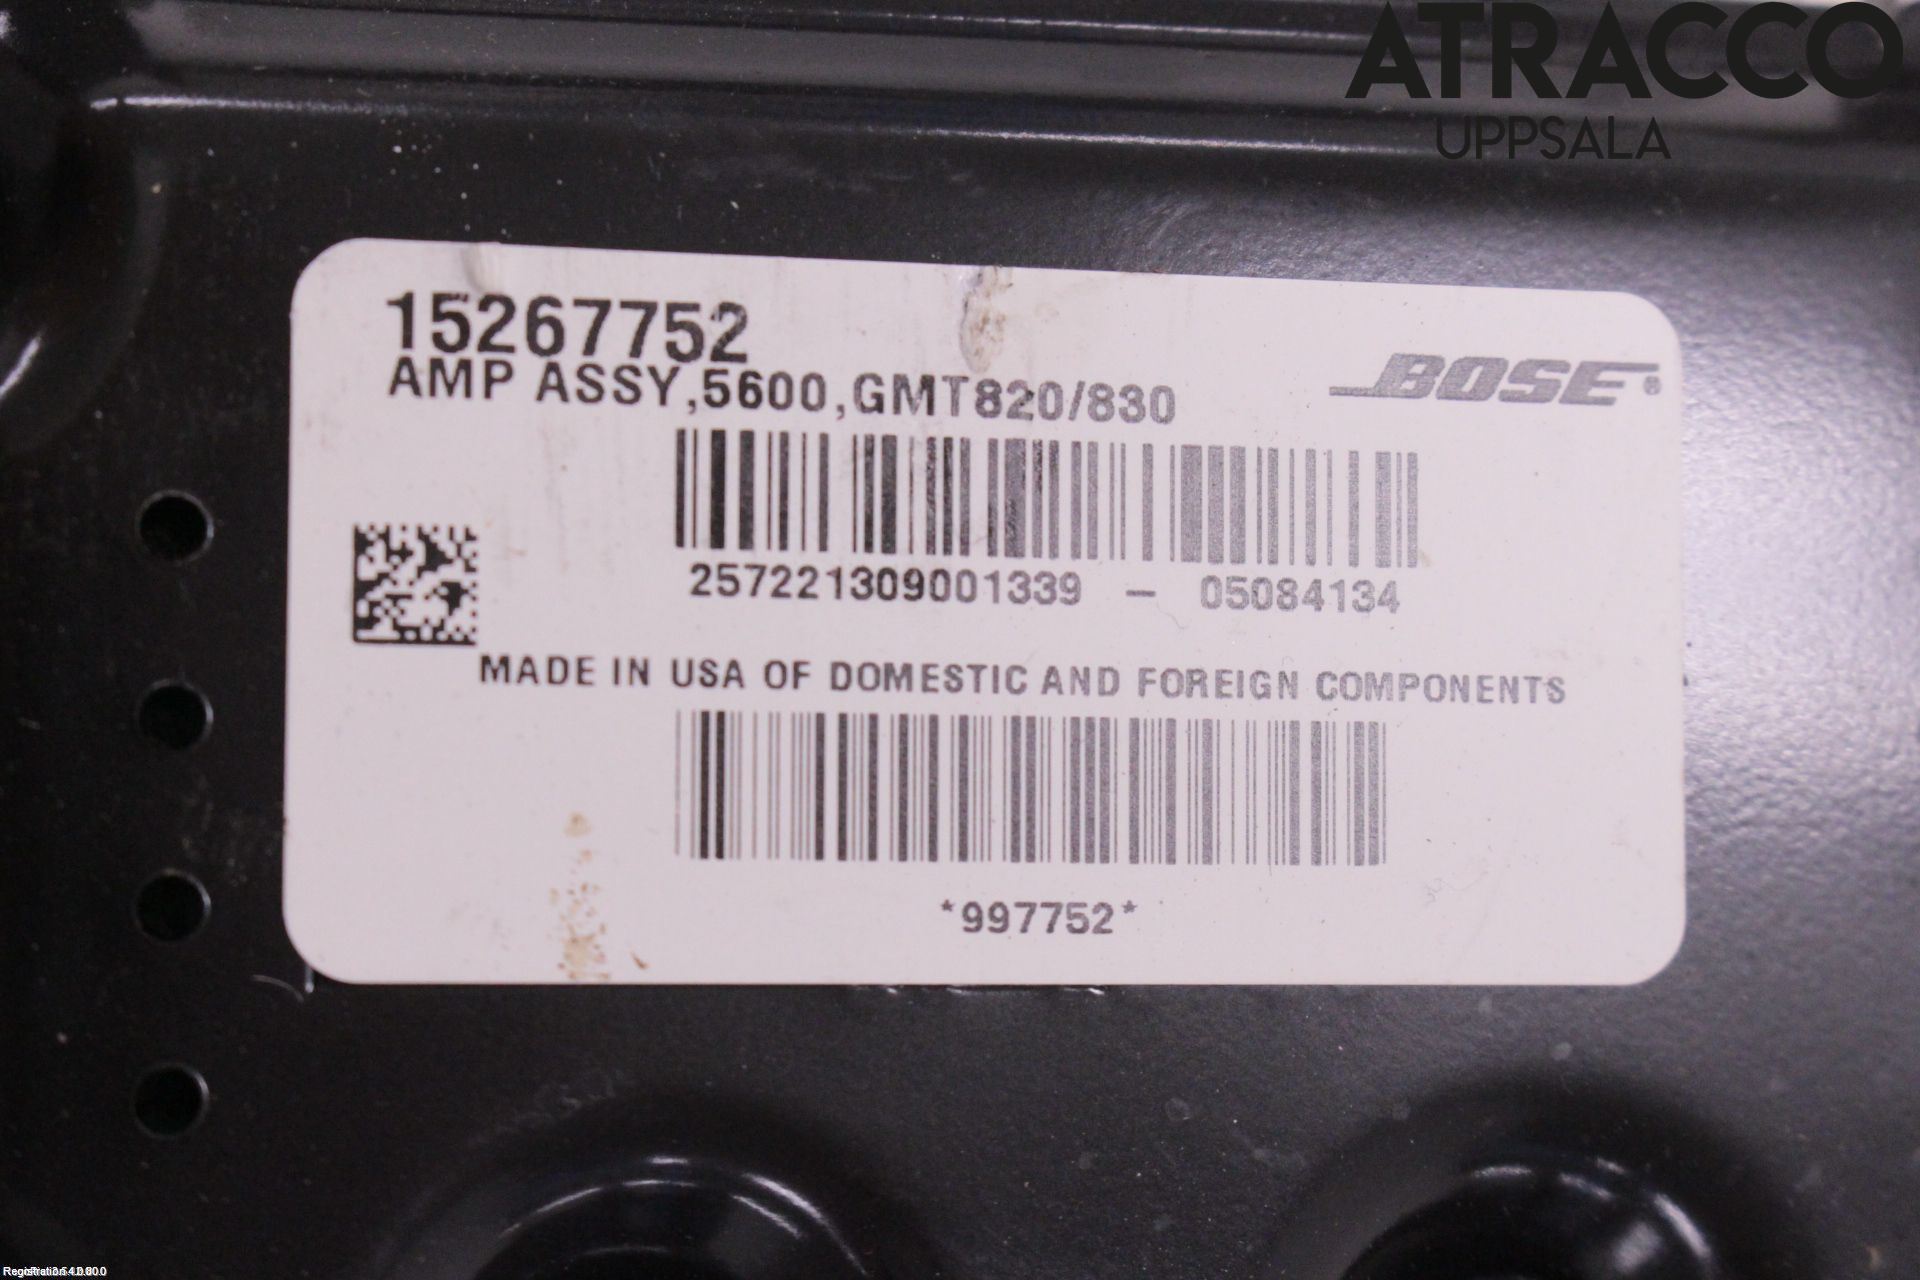 ATRACCO
UPPSALA
15267752
AMP ASSY,5600,GMT820/830
BOSE®
257221309001339 - 05084134
MADE IN USA OF DOMESTIC AND FOREIGN COMPONENTS
*997752*